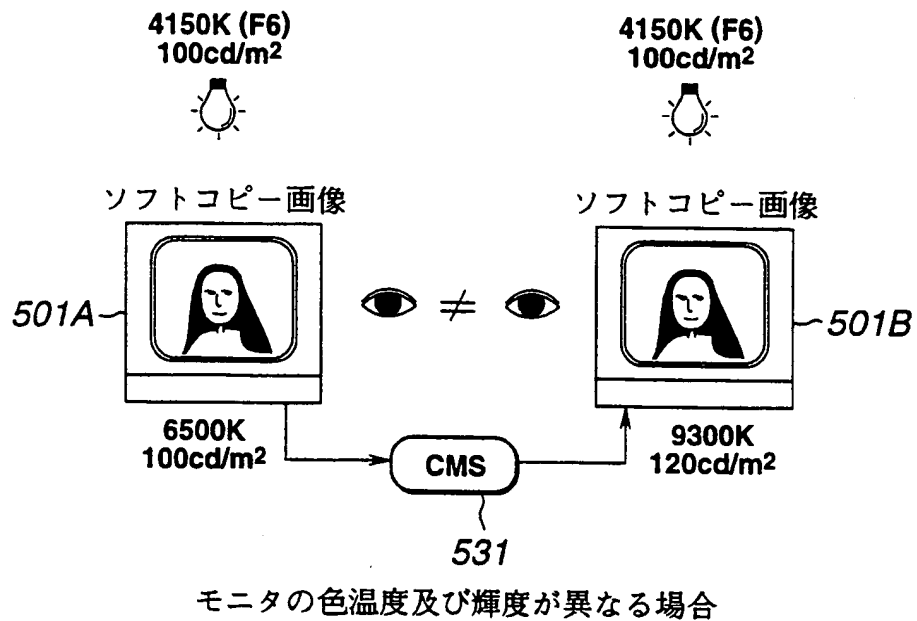 4150K (F6)
100cd/m2
4150K (F6)
100cd/m2
ソフトコピー画像
ソフトコピー画像
501A
≠
501B
6500K
100cd/m2
9300K
120cd/m2
CMS
531
モニタの色温度及び輝度が異なる場合